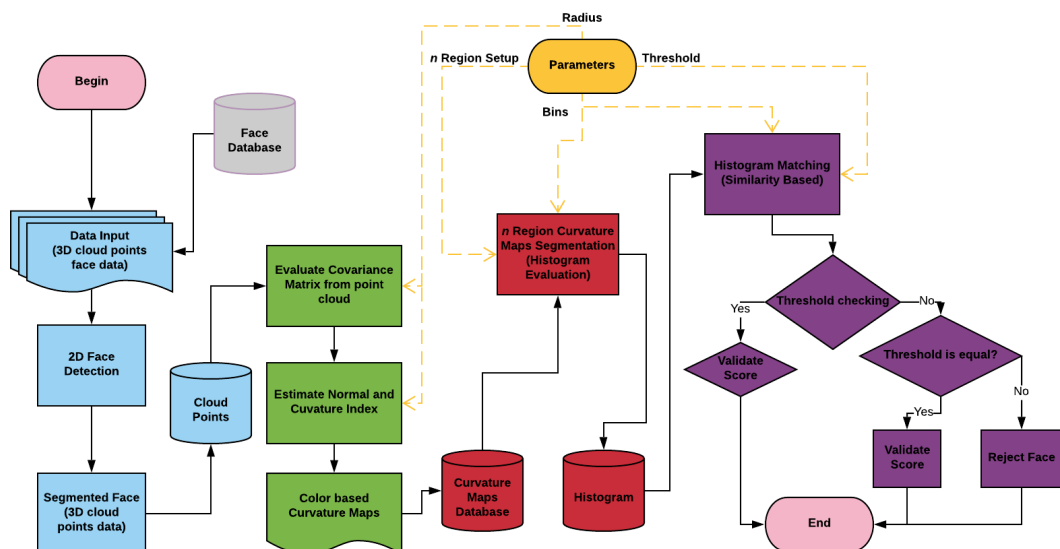 Radius
Begin
n Region Setup
Parameters
Threshold
Bins
Face
Database
Histogram Matching
(Similarity Based)
Data Input
(3D cloud points
face data)
n Region Curvature
Maps Segmentation
(Histogram
Evaluation)
Evaluate Covariance
Matrix from point
cloud
Threshold checking
Yes
No
2D Face
Detection
Validate
Score
Threshold is equal?
Cloud
Points
Estimate Normal and
Cuvature Index
Yes
No
Validate
Score
Reject Face
Segmented Face
(3D cloud
points data)
Color based
Curvature Maps
Curvature
Maps
Database
Histogram
End